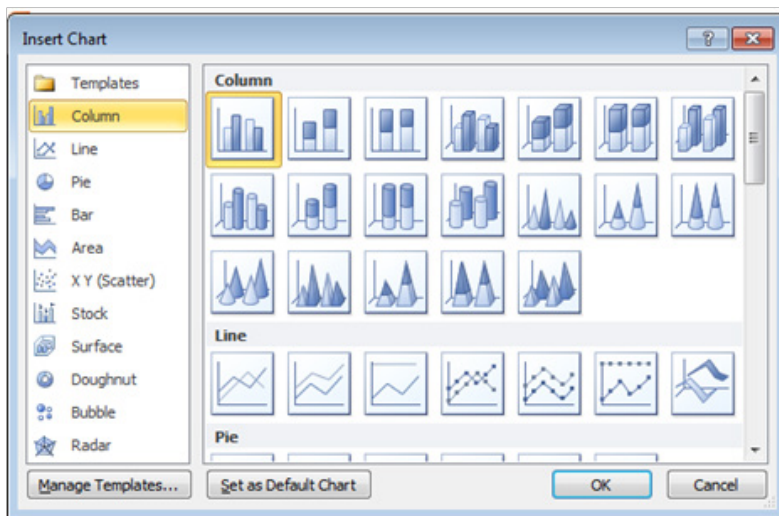 Insert Chart
Templates
Column
Line
Pie
Bar
Area
X Y (Scatter)
Stock
Surface
Doughnut
Bubble
Radar
Column
Line
Pie
Manage Templates...
Set as Default Chart
OK
Cancel